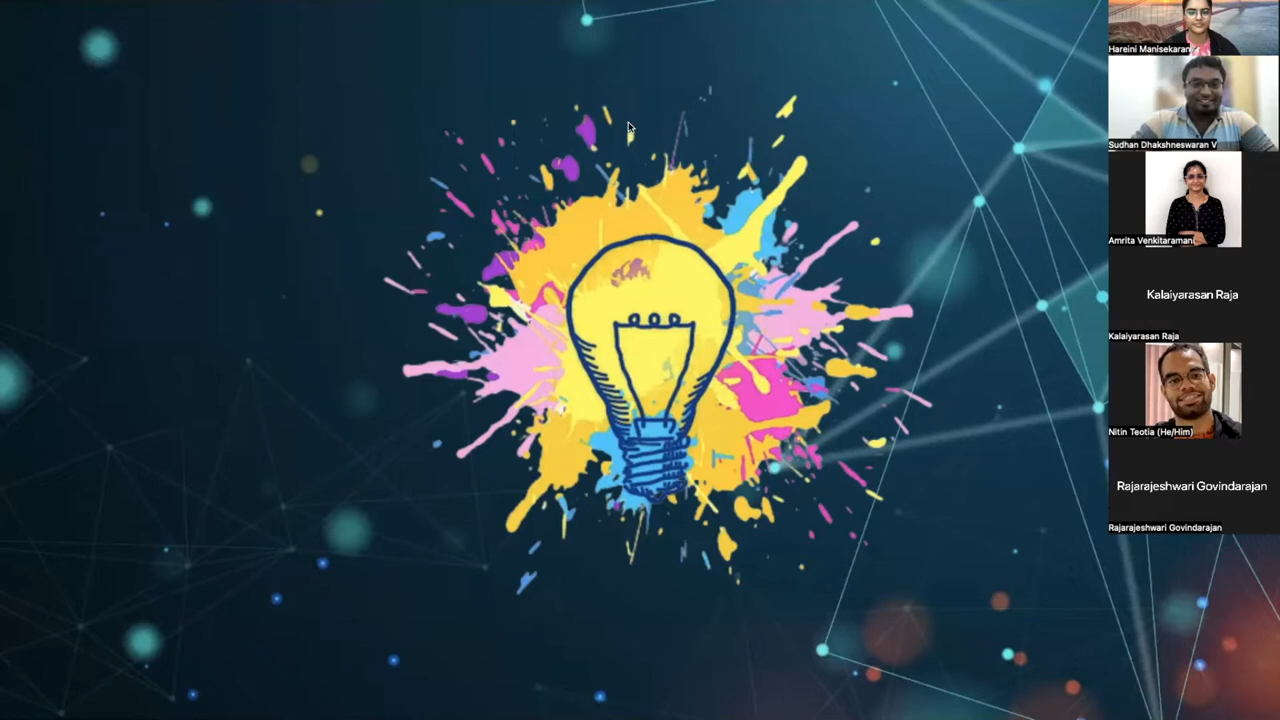 Hareini Manisekaran
Sudhan Dhakshneswaran V
Amrita Venkitaraman
Kalaiyarasan Raja
Kalaiyarasan Raja
Nitin Teotia (He/Him)
Rajarajeshwari Govindarajan
Rajarajeshwari Govindarajan